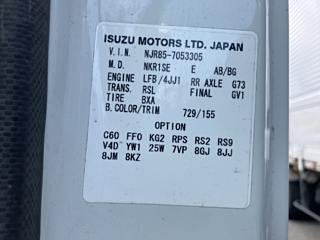 ISUZU MOTORS LTD. JAPAN
V.I.N. NJR85-7053305
M.D. NKR1SE E AB/BG
ENGINE LFB/4JJ1 RR AXLE G73
TRANS. RSL FINAL GV1
TIRE BXA
B.COLOR/TRIM 729/155
OPTION
C60 FFO KG2 RPS RS2 RS9
V4D YW1 25W 7VP 8GJ 8JJ
8JM 8KZ